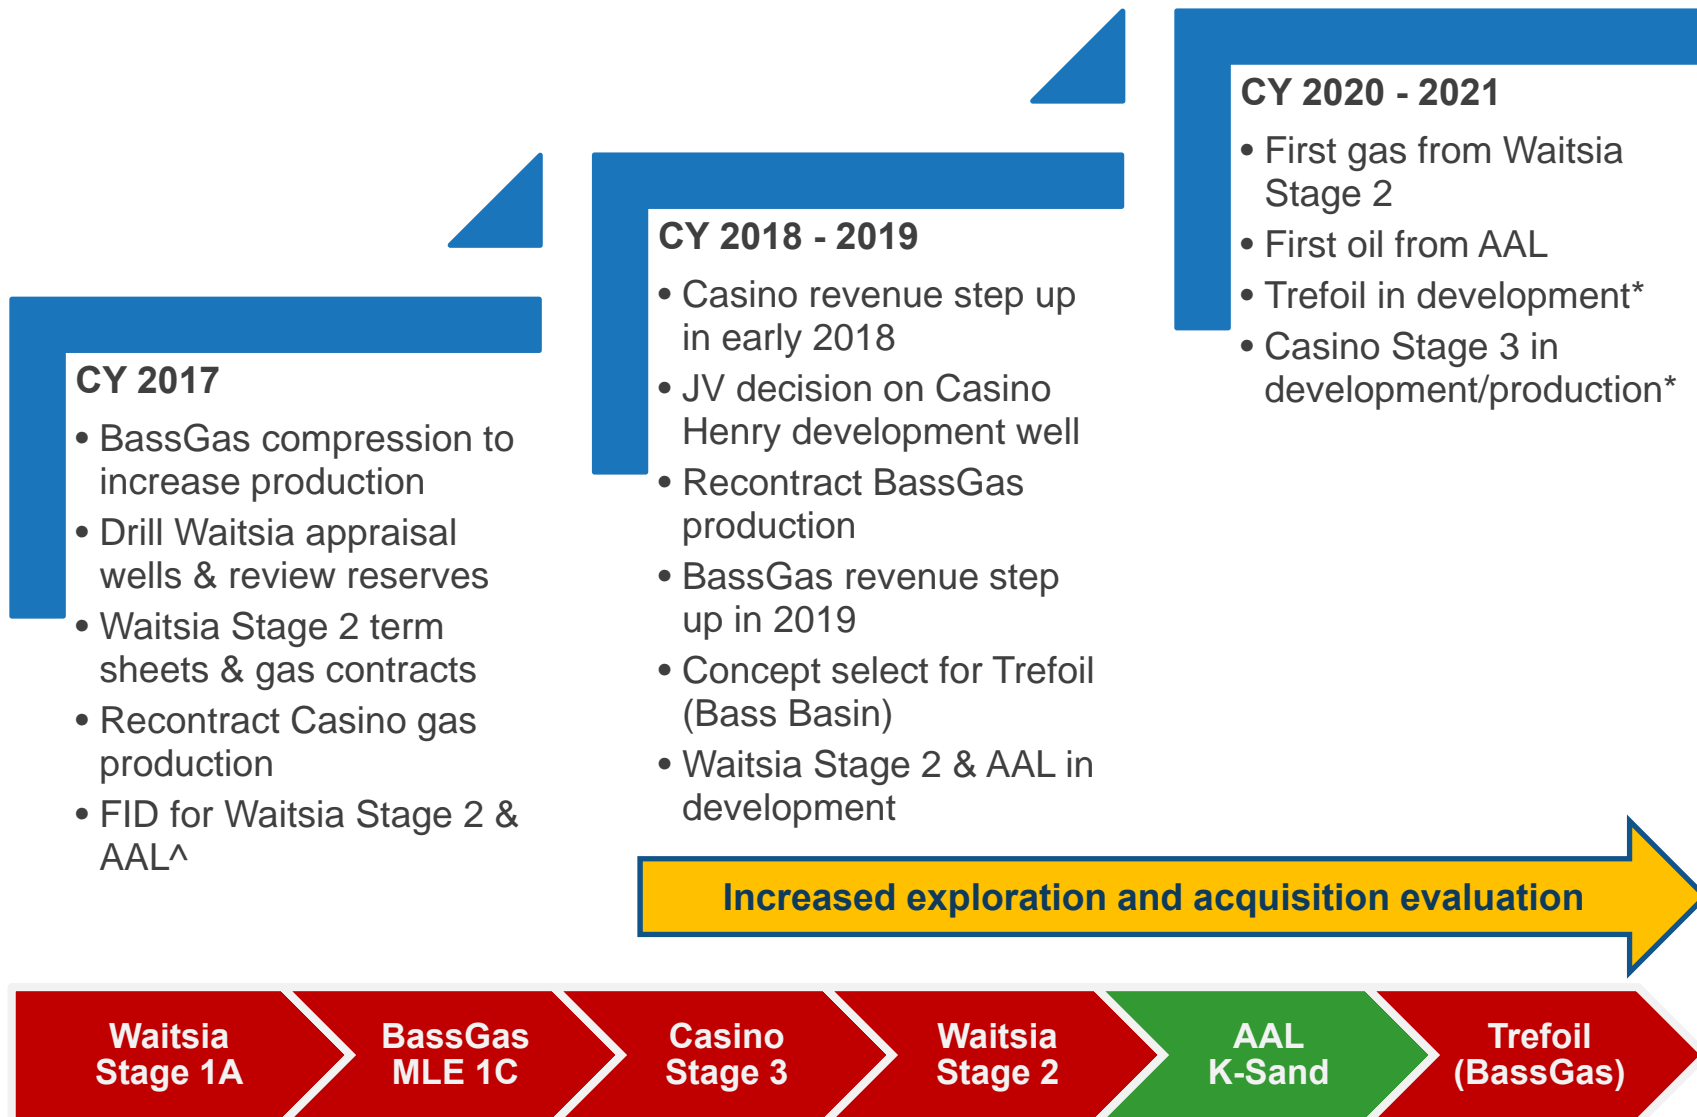 CY 2017
• BassGas compression to
increase production
• Drill Waitsia appraisal
wells & review reserves
• Waitsia Stage 2 term
sheets & gas contracts
• Recontract Casino gas
production
• FID for Waitsia Stage 2 &
AAL^
CY 2018 - 2019
• Casino revenue step up
in early 2018
• JV decision on Casino
Henry development well
• Recontract BassGas
production
• BassGas revenue step
up in 2019
• Concept select for Trefoil
(Bass Basin)
• Waitsia Stage 2 & AAL in
development
CY 2020 - 2021
• First gas from Waitsia
Stage 2
• First oil from AAL
• Trefoil in development*
• Casino Stage 3 in
development/production*
Increased exploration and acquisition evaluation
Waitsia
Stage 1A
BassGas
MLE 1C
Casino
Stage 3
Waitsia
Stage 2
AAL
K-Sand
Trefoil
(BassGas)